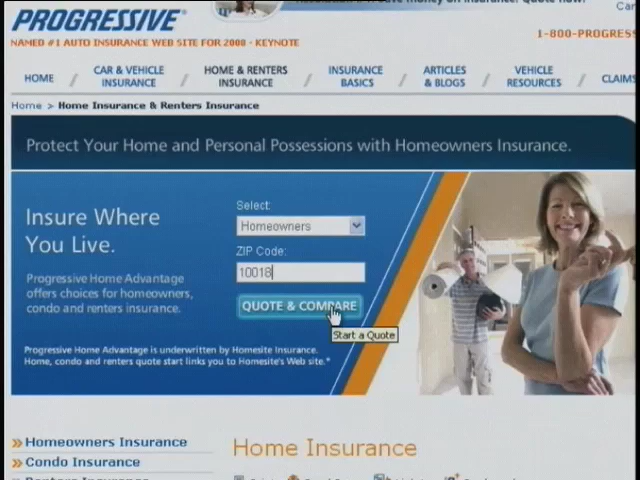 PROGRESSIVE
NAMED #1 AUTO INSURANCE WEB SITE FOR 2008 - KEYNOTE
1-800-PROGRESS
HOME / CAR & VEHICLE INSURANCE / HOME & RENTERS INSURANCE / INSURANCE BASICS / ARTICLES & BLOGS / VEHICLE RESOURCES / CLAIMS
Home > Home Insurance & Renters Insurance
Protect Your Home and Personal Possessions with Homeowners Insurance.
Insure Where
You Live.
Progressive Home Advantage
offers choices for homeowners,
condo and renters insurance.
Select:
Homeowners
ZIP Code:
10018
QUOTE & COMPARE
Start a Quote
Progressive Home Advantage is underwritten by Homesite Insurance.
Home, condo and renters quote start links you to Homesite's Web site.*
Homeowners Insurance
Condo Insurance
Home Insurance